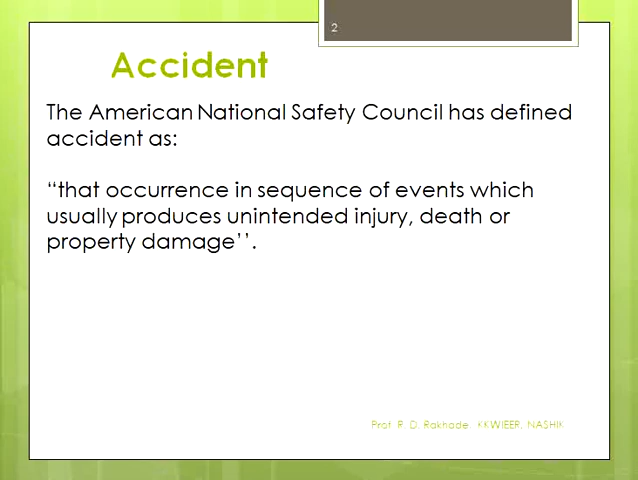 2
Accident
The American National Safety Council has defined
accident as:
“that occurrence in sequence of events which
usually produces unintended injury, death or
property damage’’.
Prof. R. D. Rakhade. KKWIEER, NASHIK